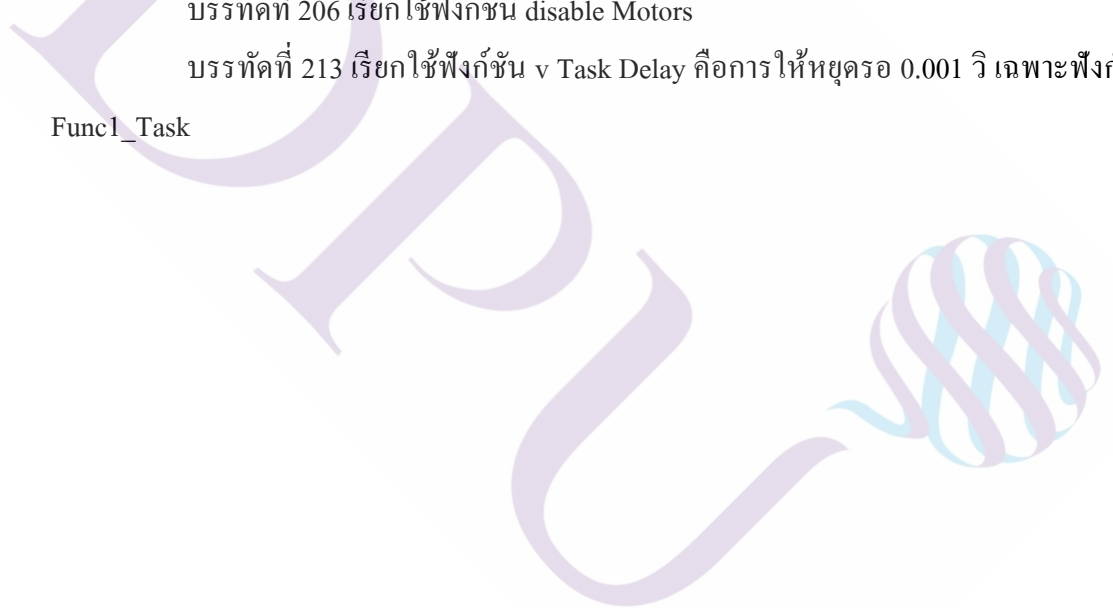 บรรทัดที่ 206 เรียกใช้ฟังก์ชัน disable Motors
บรรทัดที่ 213 เรียกใช้ฟังก์ชัน v Task Delay คือการให้หยุดรอ 0.001 วิ เฉพาะ
Func1_Task
DPU